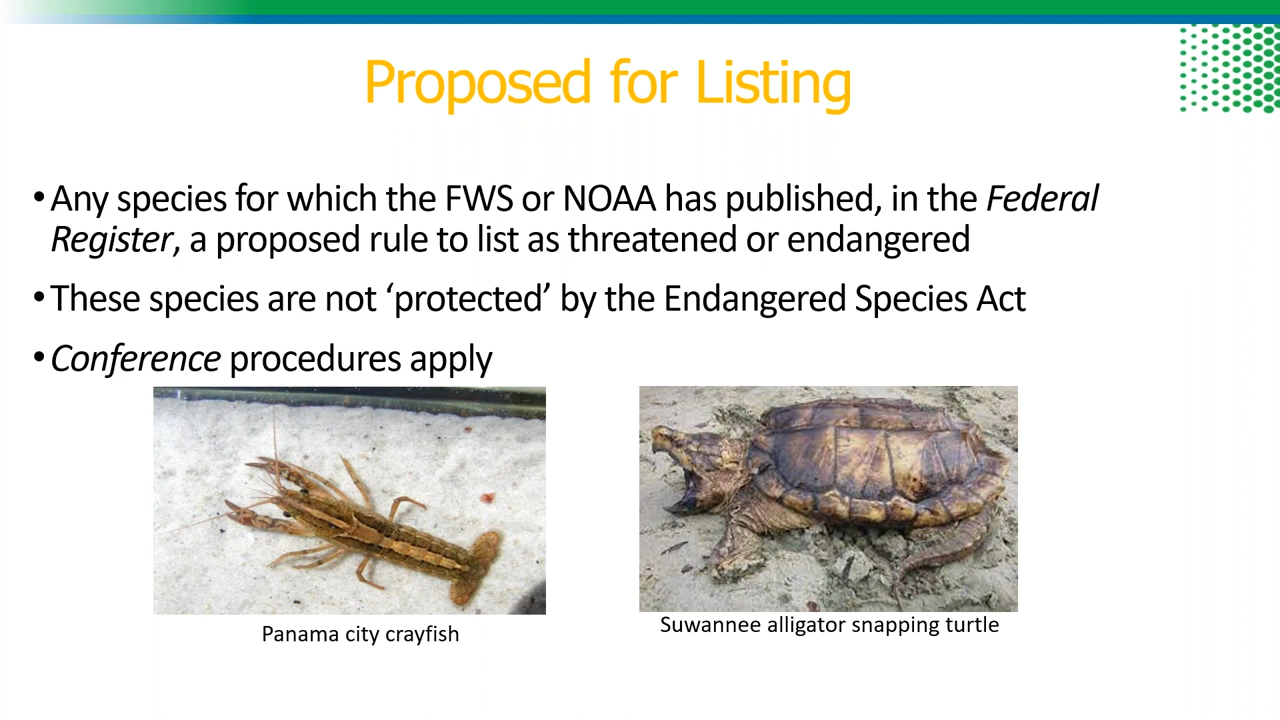 Proposed for Listing
•Any species for which the FWS or NOAA has published, in the Federal
Register, a proposed rule to list as threatened or endangered
•These species are not ‘protected’ by the Endangered Species Act
•Conference procedures apply
Panama city crayfish
Suwannee alligator snapping turtle